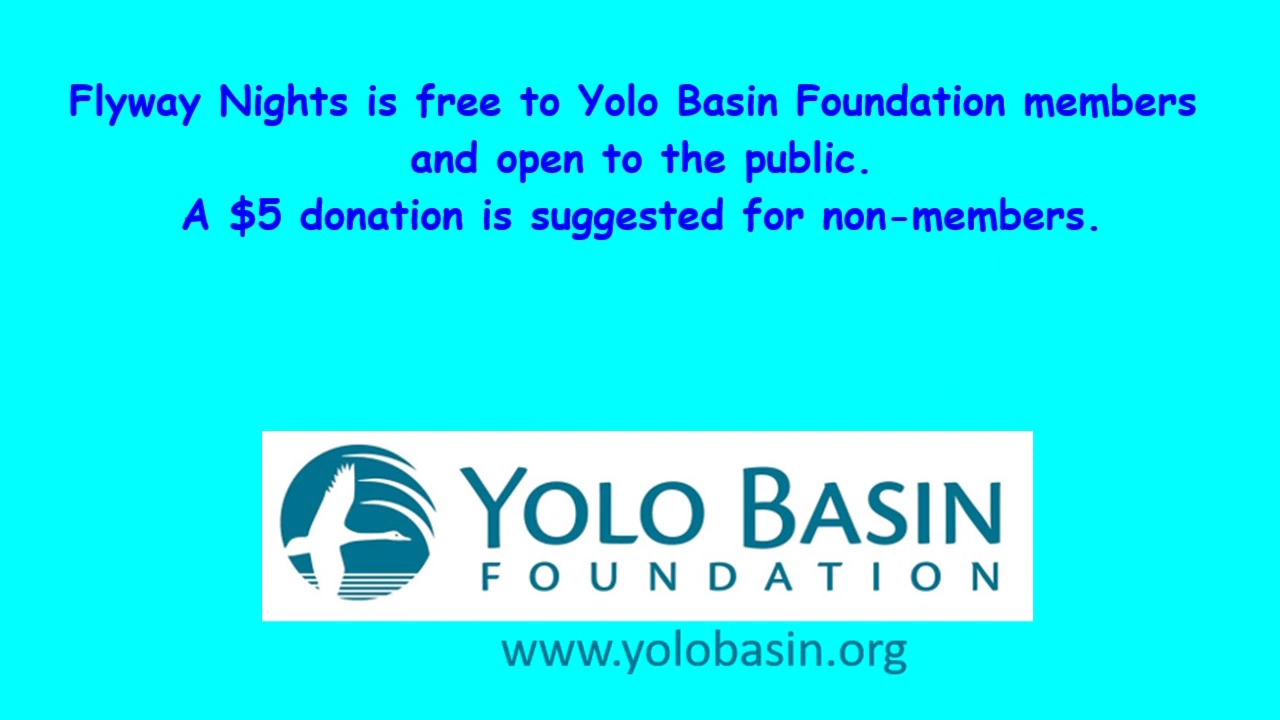 Flyway Nights is free to Yolo Basin Foundation members
and open to the public.
A $5 donation is suggested for non-members.
YOLO BASIN
FOUNDATION
www.yolobasin.org